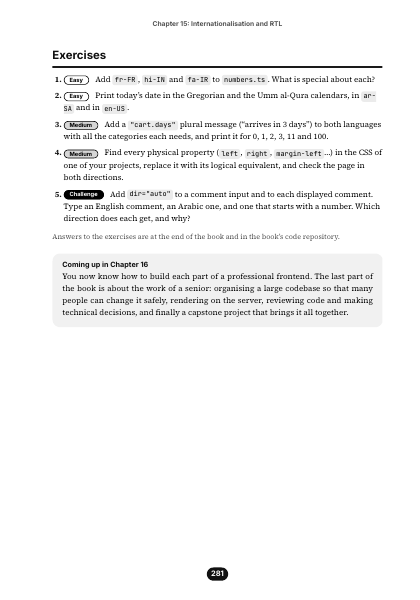 Chapter 15: Internationalisation and RTL
Exercises
1. Easy Add fr-FR, hi-IN and fa-IR to numbers.ts. What is special about each?
2. Easy Print today's date in the Gregorian and the Umm al-Qura calendars, in ar-
SA and in en-US.
3. Medium Add a "cart.days" plural message ("arrives in 3 days") to both languages
with all the categories each needs, and print it for 0, 1, 2, 3, 11 and 100.
4. Medium Find every physical property (left, right, margin-left…) in the CSS of
one of your projects, replace it with its logical equivalent, and check the page in
both directions.
5. Challenge Add dir="auto" to a comment input and to each displayed comment.
Type an English comment, an Arabic one, and one that starts with a number. Which
direction does each get, and why?
Answers to the exercises are at the end of the book and in the book's code repository.
Coming up in Chapter 16
You now know how to build each part of a professional frontend. The last part of
the book is about the work of a senior: organising a large codebase so that many
people can change it safely, rendering on the server, reviewing code and making
technical decisions, and finally a capstone project that brings it all together.
281